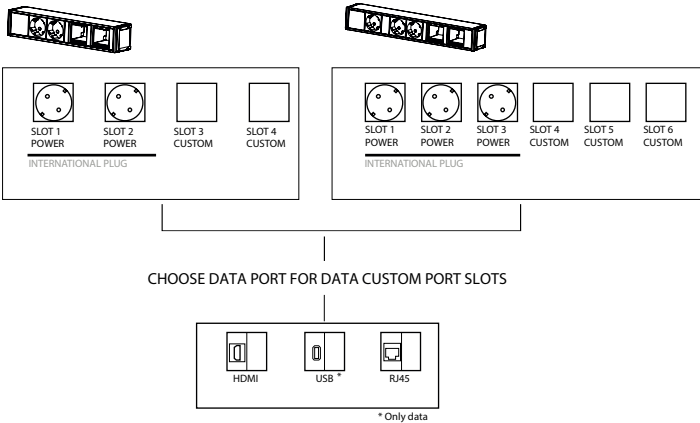 SLOT 1 POWER
SLOT 2 POWER
SLOT 3 CUSTOM
SLOT 4 CUSTOM
INTERNATIONAL PLUG
SLOT 1 POWER
SLOT 2 POWER
SLOT 3 POWER
SLOT 4 CUSTOM
SLOT 5 CUSTOM
SLOT 6 CUSTOM
INTERNATIONAL PLUG
CHOOSE DATA PORT FOR DATA CUSTOM PORT SLOTS
HDMI
USB *
RJ45
* Only data